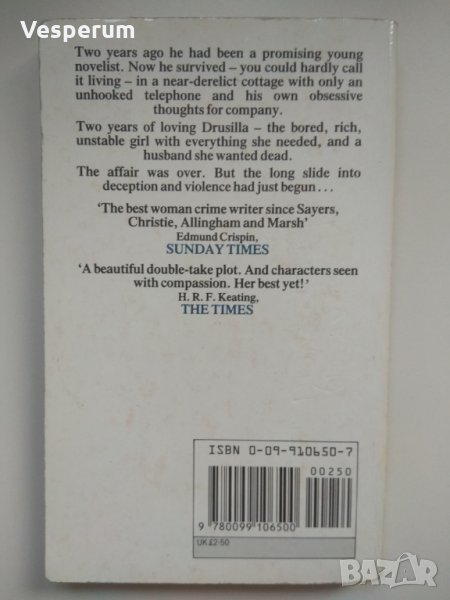 Vesperum
Two years ago he had been a promising young
novelist. Now he survived – you could hardly call
it living – in a near-derelict cottage with only an
unhooked telephone and his own obsessive
thoughts for company.
Two years of loving Drusilla – the bored, rich,
unstable girl with everything she needed, and a
husband she wanted dead.
The affair was over. But the long slide into
deception and violence had just begun . . .
‘The best woman crime writer since Sayers,
Christie, Allingham and Marsh’
Edmund Crispin,
SUNDAY TIMES
‘A beautiful double-take plot. And characters seen
with compassion. Her best yet!’
H. R. F. Keating,
THE TIMES
ISBN 0-09-910650-7
00250
9 780099 106500
UK£2·50
bazar.bg